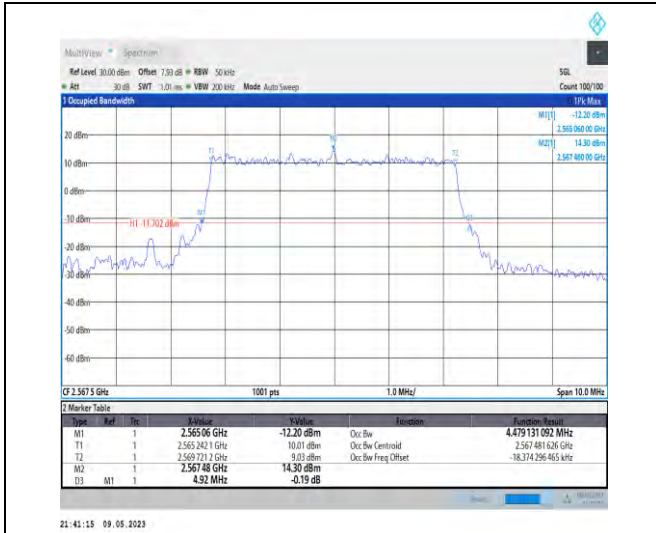 MultiView Spectrum
Ref Level 30.00 dBm Offset 7.93 dB RBW 50 kHz SGL
Att 30 dB SWT 1.01 ms VBW 200 kHz Mode Auto Sweep Count 100/100
1 Occupied Bandwidth 1Pk Max
M1[1] -12.20 dBm
2.565 060 00 GHz
M2[1] 14.30 dBm
2.567 480 00 GHz
20 dBm
M2
T1
T2
10 dBm
0 dBm
-10 dBm
M1
H1 -11.702 dBm
-20 dBm
-30 dBm
-40 dBm
-50 dBm
-60 dBm
CF 2.567 5 GHz 1001 pts 1.0 MHz/ Span 10.0 MHz
2 Marker Table
Type Ref Trc X-Value Y-Value Function Function Result
M1 1 2.565 06 GHz -12.20 dBm Occ Bw 4.479 131 092 MHz
T1 1 2.565 242 1 GHz 10.01 dBm Occ Bw Centroid 2.567 481 626 GHz
T2 1 2.569 721 2 GHz 9.03 dBm Occ Bw Freq Offset -18.374 296 465 kHz
M2 1 2.567 48 GHz 14.30 dBm
D3 M1 1 4.92 MHz -0.19 dB
21:41:15 09.05.2023